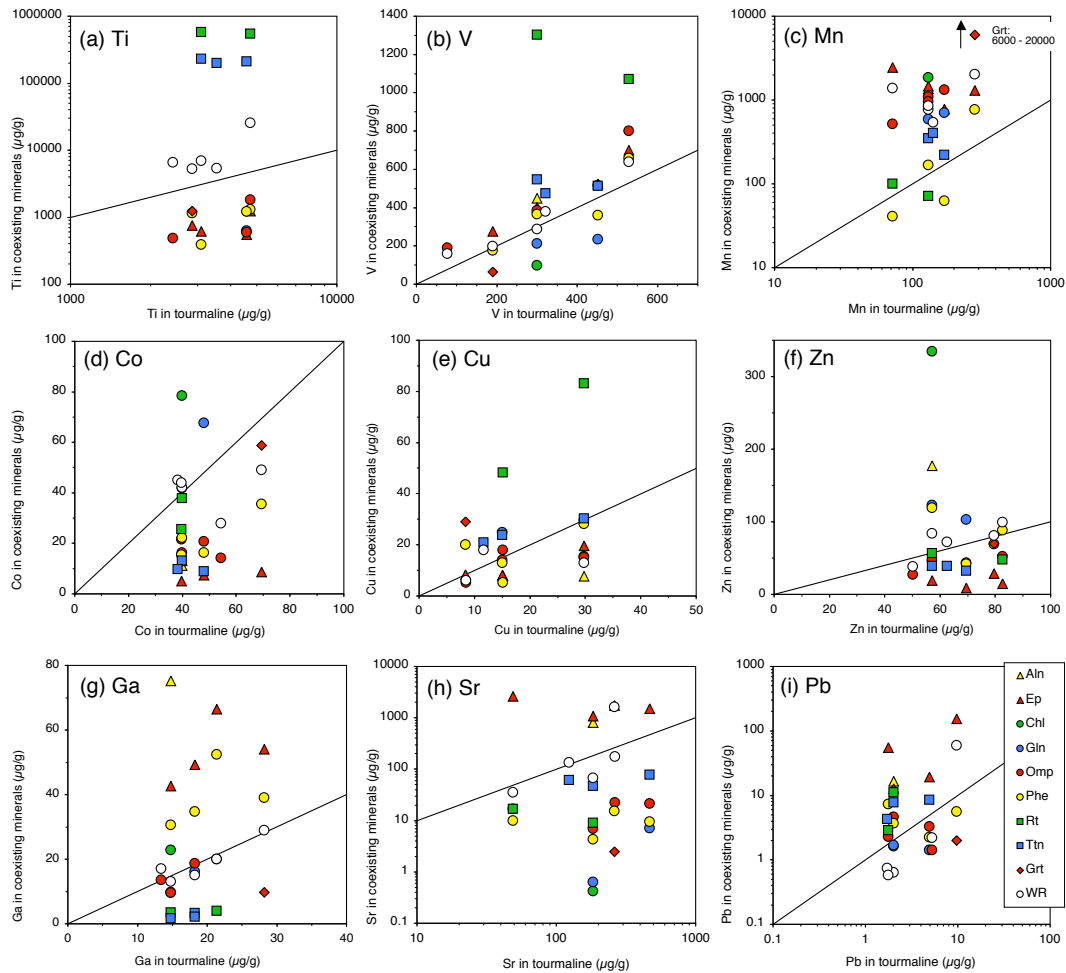 (a) Ti
1000000
100000
10000
1000
100
1000
10000
Ti in coexisting minerals (µg/g)
Ti in tourmaline (µg/g)
(b) V
1400
1200
1000
800
600
400
200
0
0
200
400
600
V in coexisting minerals (µg/g)
V in tourmaline (µg/g)
(c) Mn
Grt:
6000 - 20000
10000
1000
100
10
10
100
1000
Mn in coexisting minerals (µg/g)
Mn in tourmaline (µg/g)
(d) Co
100
80
60
40
20
0
0
20
40
60
80
100
Co in coexisting minerals (µg/g)
Co in tourmaline (µg/g)
(e) Cu
100
80
60
40
20
0
0
10
20
30
40
50
Cu in coexisting minerals (µg/g)
Cu in tourmaline (µg/g)
(f) Zn
300
200
100
0
0
20
40
60
80
100
Zn in coexisting minerals (µg/g)
Zn in tourmaline (µg/g)
(g) Ga
80
60
40
20
0
0
10
20
30
40
Ga in coexisting minerals (µg/g)
Ga in tourmaline (µg/g)
(h) Sr
1000
100
10
1
0.1
10
100
1000
Sr in coexisting minerals (µg/g)
Sr in tourmaline (µg/g)
(i) Pb
1000
100
10
1
0.1
0.1
1
10
100
Pb in coexisting minerals (µg/g)
Pb in tourmaline (µg/g)
Aln
Ep
Chl
Gln
Omp
Phe
Rt
Ttn
Grt
WR